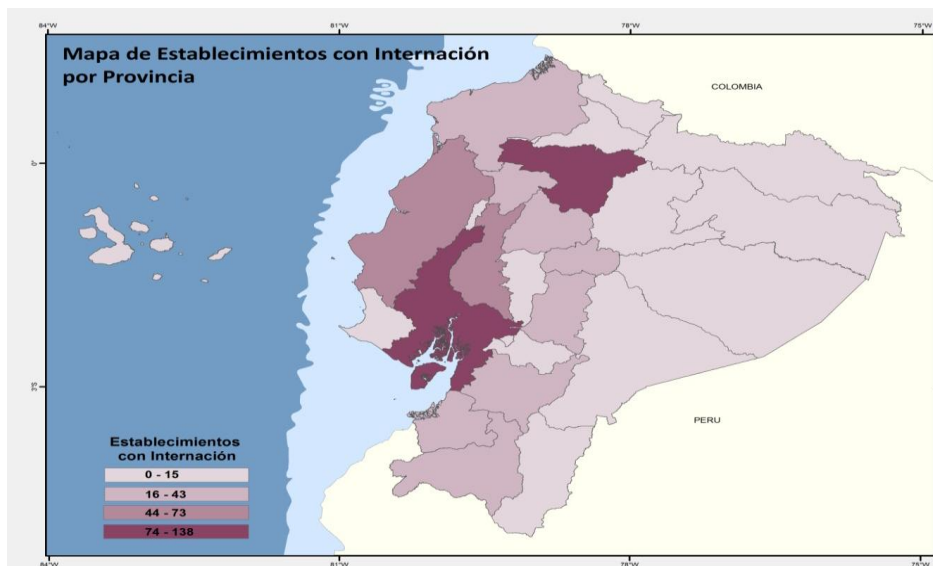 84°W 81°W 78°W 75°W
Mapa de Establecimientos con Internación
por Provincia
COLOMBIA
0°
3°S
PERU
Establecimientos
con Internación
0 - 15
16 - 43
44 - 73
74 - 138
84°W 81°W 78°W 75°W